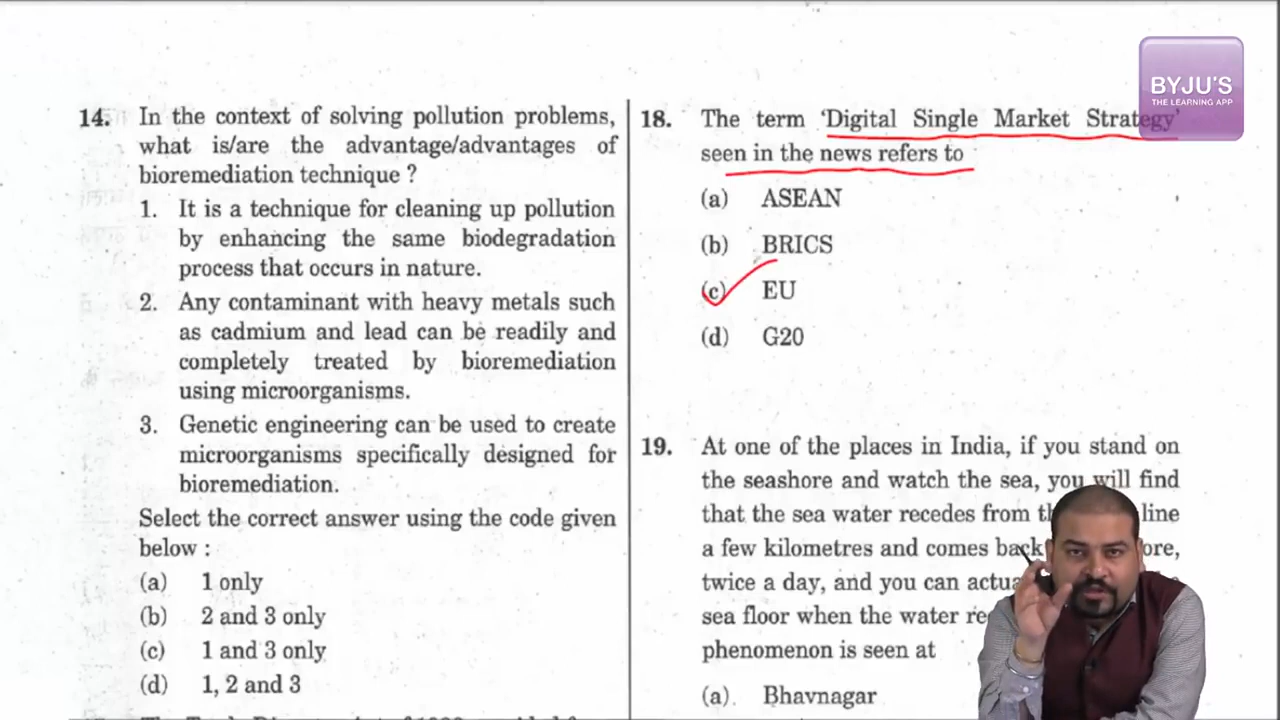 BYJU'S
THE LEARNING APP
14. In the context of solving pollution problems,
what is/are the advantage/advantages of
bioremediation technique ?
1. It is a technique for cleaning up pollution
by enhancing the same biodegradation
process that occurs in nature.
2. Any contaminant with heavy metals such
as cadmium and lead can be readily and
completely treated by bioremediation
using microorganisms.
3. Genetic engineering can be used to create
microorganisms specifically designed for
bioremediation.
Select the correct answer using the code given
below :
(a) 1 only
(b) 2 and 3 only
(c) 1 and 3 only
(d) 1, 2 and 3
18. The term 'Digital Single Market Strategy'
seen in the news refers to
(a) ASEAN
(b) BRICS
(c) EU
(d) G20
19. At one of the places in India, if you stand on
the seashore and watch the sea, you will find
that the sea water recedes from line
a few kilometres and comes back
twice a day, and you can
sea floor when the water
phenomenon is seen at
(a). Bhavnagar